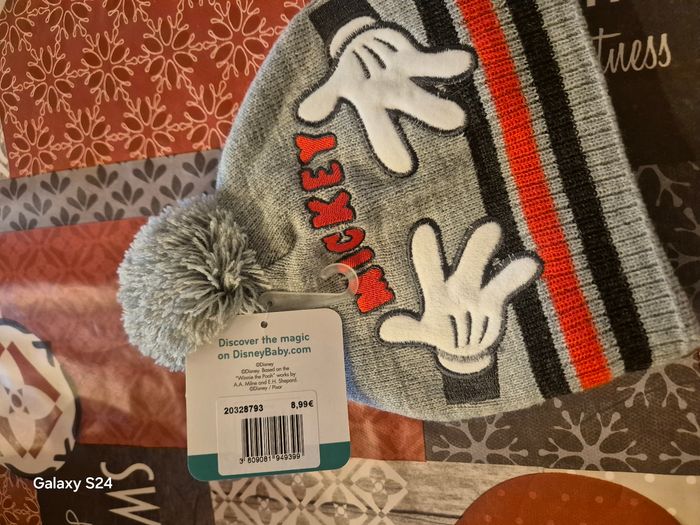 MICKEY
Discover the magic
on DisneyBaby.com
©Disney
©Disney. Based on the
"Winnie the Pooh" works by
A.A. Milne and E.H. Shepard.
©Disney / Pixar
20328793 8,99€
3 609081 949399
Galaxy S24
SW
tness